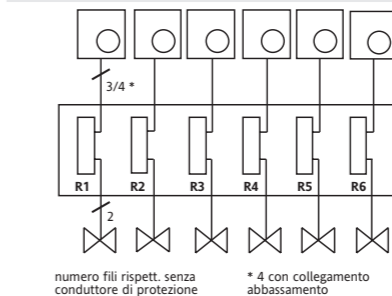 3/4 *
R1 R2 R3 R4 R5 R6
2
numero fili rispett. senza
conduttore di protezione
* 4 con collegamento
abbassamento